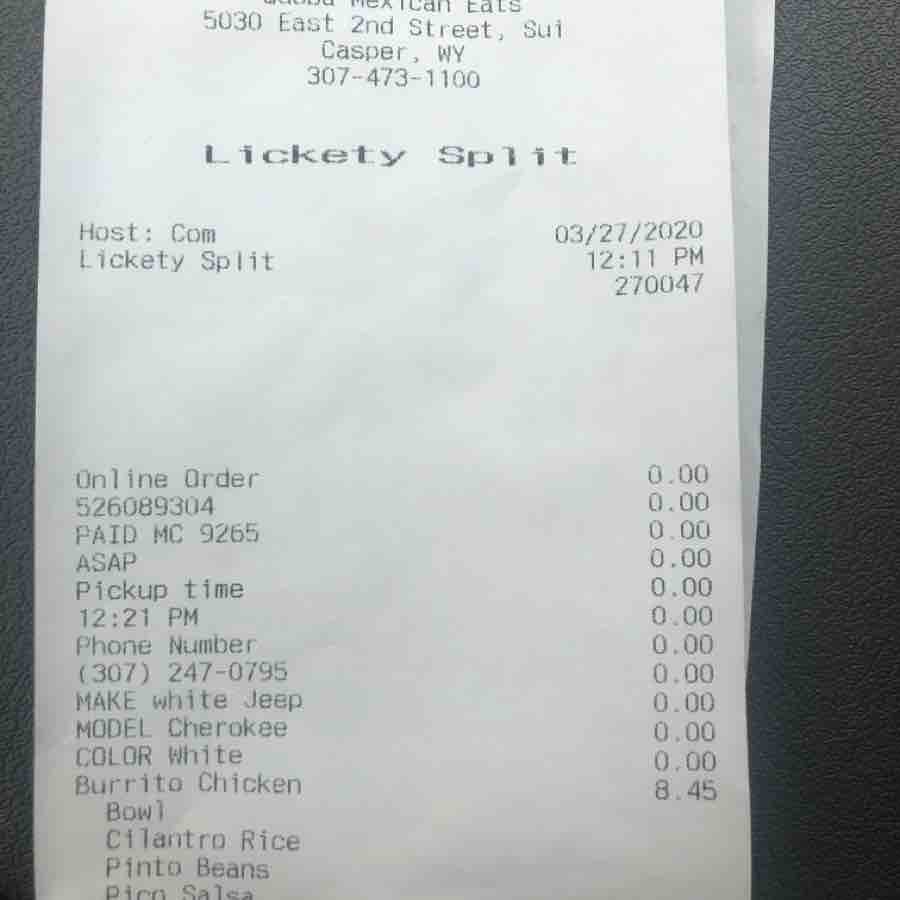 Mexican Eats
5030 East 2nd Street, Sui
Casper, WY
307-473-1100
Lickety Split
Host: Com
03/27/2020
Lickety Split
12:11 PM
270047
Online Order 0.00
526089304 0.00
PAID MC 9265 0.00
ASAP 0.00
Pickup time 0.00
12:21 PM 0.00
Phone Number 0.00
(307) 247-0795 0.00
MAKE white Jeep 0.00
MODEL Cherokee 0.00
COLOR White 0.00
Burrito Chicken 8.45
Bowl
Cilantro Rice
Pinto Beans
Pico Salsa